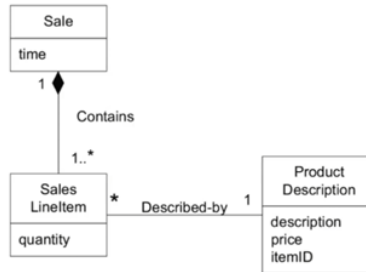 Sale
time
1
Contains
1..*
Sales
LineItem
quantity
*
Described-by
1
Product
Description
description
price
itemID